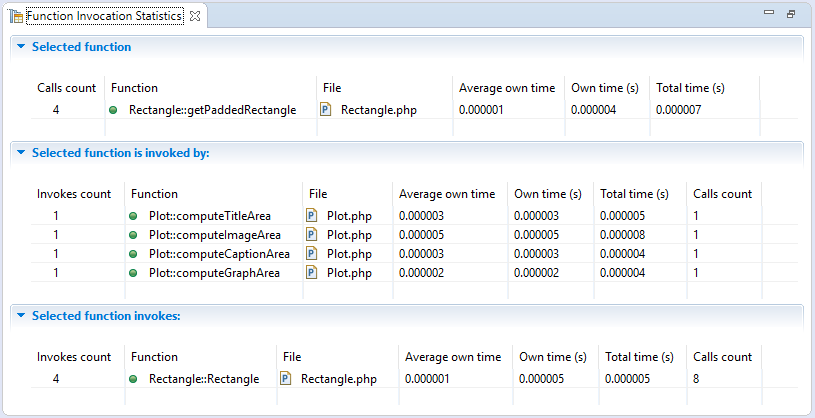 Function Invocation Statistics
Selected function
Calls count Function File Average own time Own time (s) Total time (s)
4 Rectangle::getPaddedRectangle Rectangle.php 0.000001 0.000004 0.000007
Selected function is invoked by:
Invokes count Function File Average own time Own time (s) Total time (s) Calls count
1 Plot::computeTitleArea Plot.php 0.000003 0.000003 0.000005 1
1 Plot::computeImageArea Plot.php 0.000005 0.000005 0.000008 1
1 Plot::computeCaptionArea Plot.php 0.000003 0.000003 0.000004 1
1 Plot::computeGraphArea Plot.php 0.000002 0.000002 0.000004 1
Selected function invokes:
Invokes count Function File Average own time Own time (s) Total time (s) Calls count
4 Rectangle::Rectangle Rectangle.php 0.000001 0.000005 0.000005 8